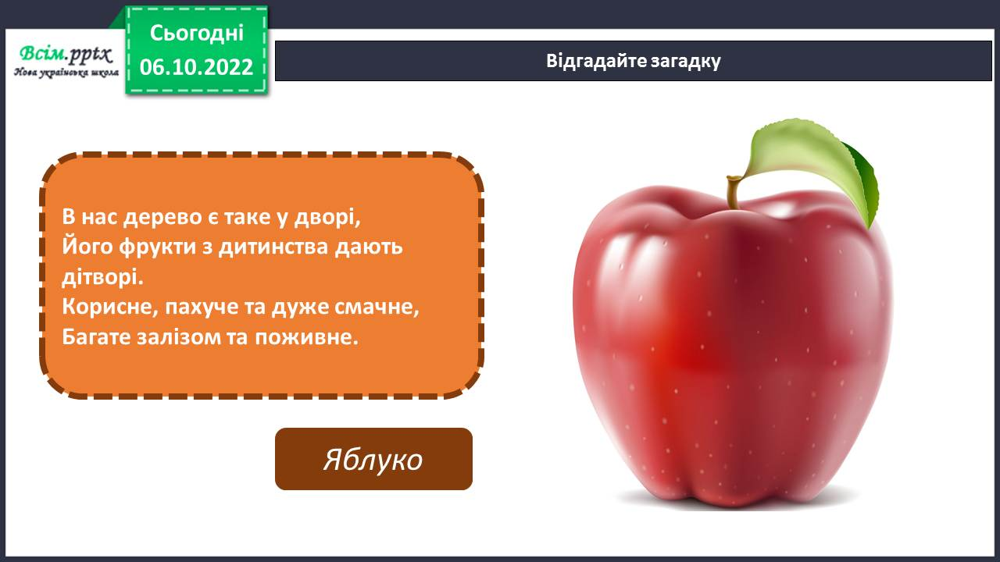 Сьогодні
06.10.2022
Всім.pptx
Нова українська школа
Відгадайте загадку
В нас дерево є таке у дворі,
Його фрукти з дитинства дають
дітворі.
Корисне, пахуче та дуже смачне,
Багате залізом та поживне.
Яблуко